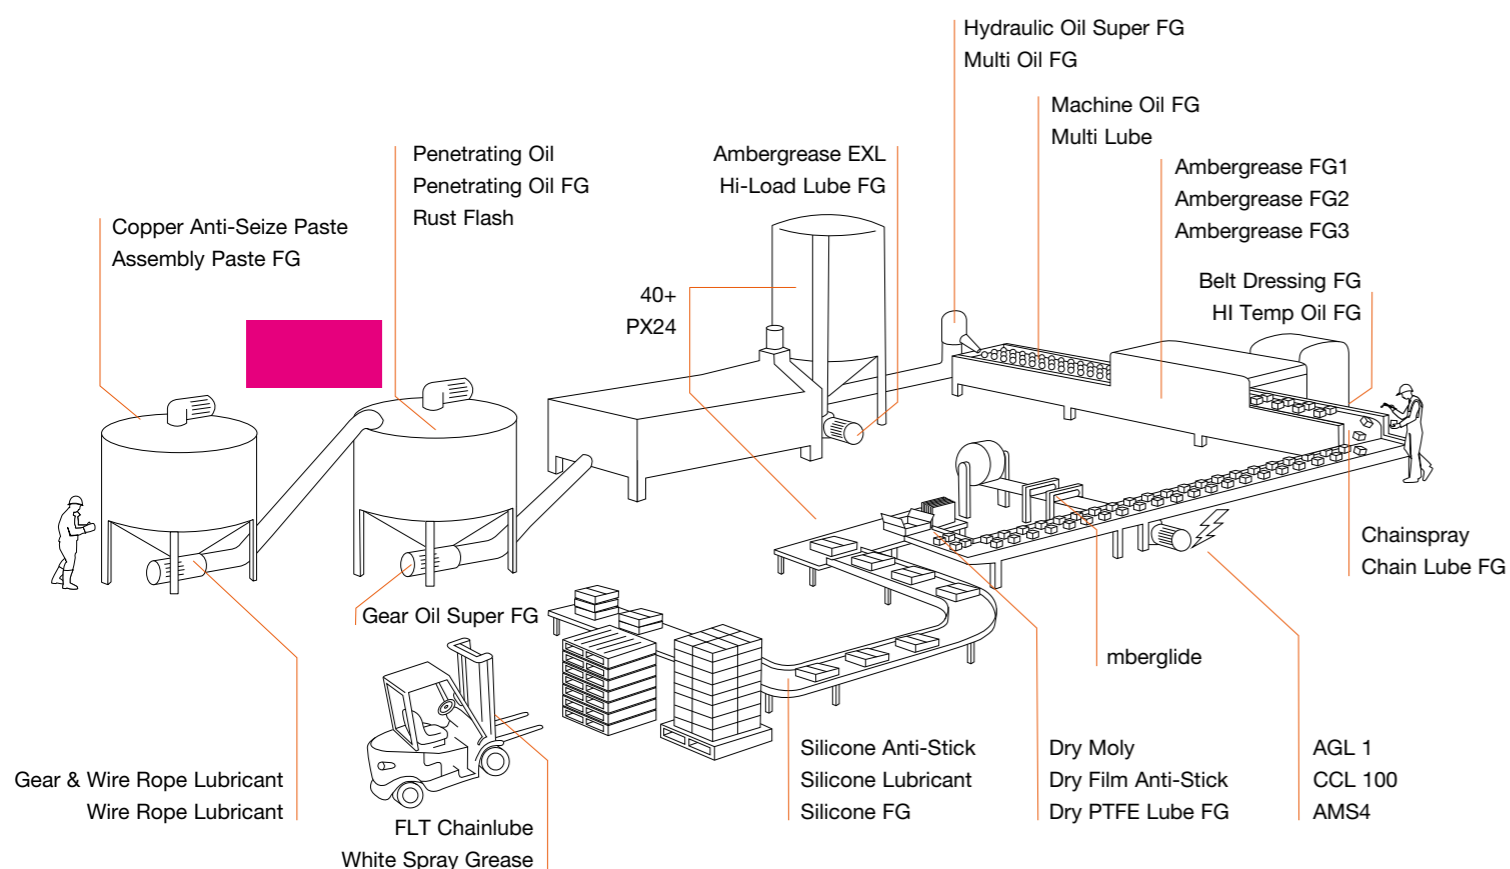 Hydraulic Oil Super FG
Multi Oil FG
Machine Oil FG
Multi Lube
Penetrating Oil
Penetrating Oil FG
Rust Flash
Ambergrease EXL
Hi-Load Lube FG
Ambergrease FG1
Ambergrease FG2
Ambergrease FG3
Copper Anti-Seize Paste
Assembly Paste FG
Belt Dressing FG
HI Temp Oil FG
40+
PX24
Chainspray
Chain Lube FG
Gear Oil Super FG
mberglide
Gear & Wire Rope Lubricant
Wire Rope Lubricant
FLT Chainlube
White Spray Grease
Silicone Anti-Stick
Silicone Lubricant
Silicone FG
Dry Moly
Dry Film Anti-Stick
Dry PTFE Lube FG
AGL 1
CCL 100
AMS4